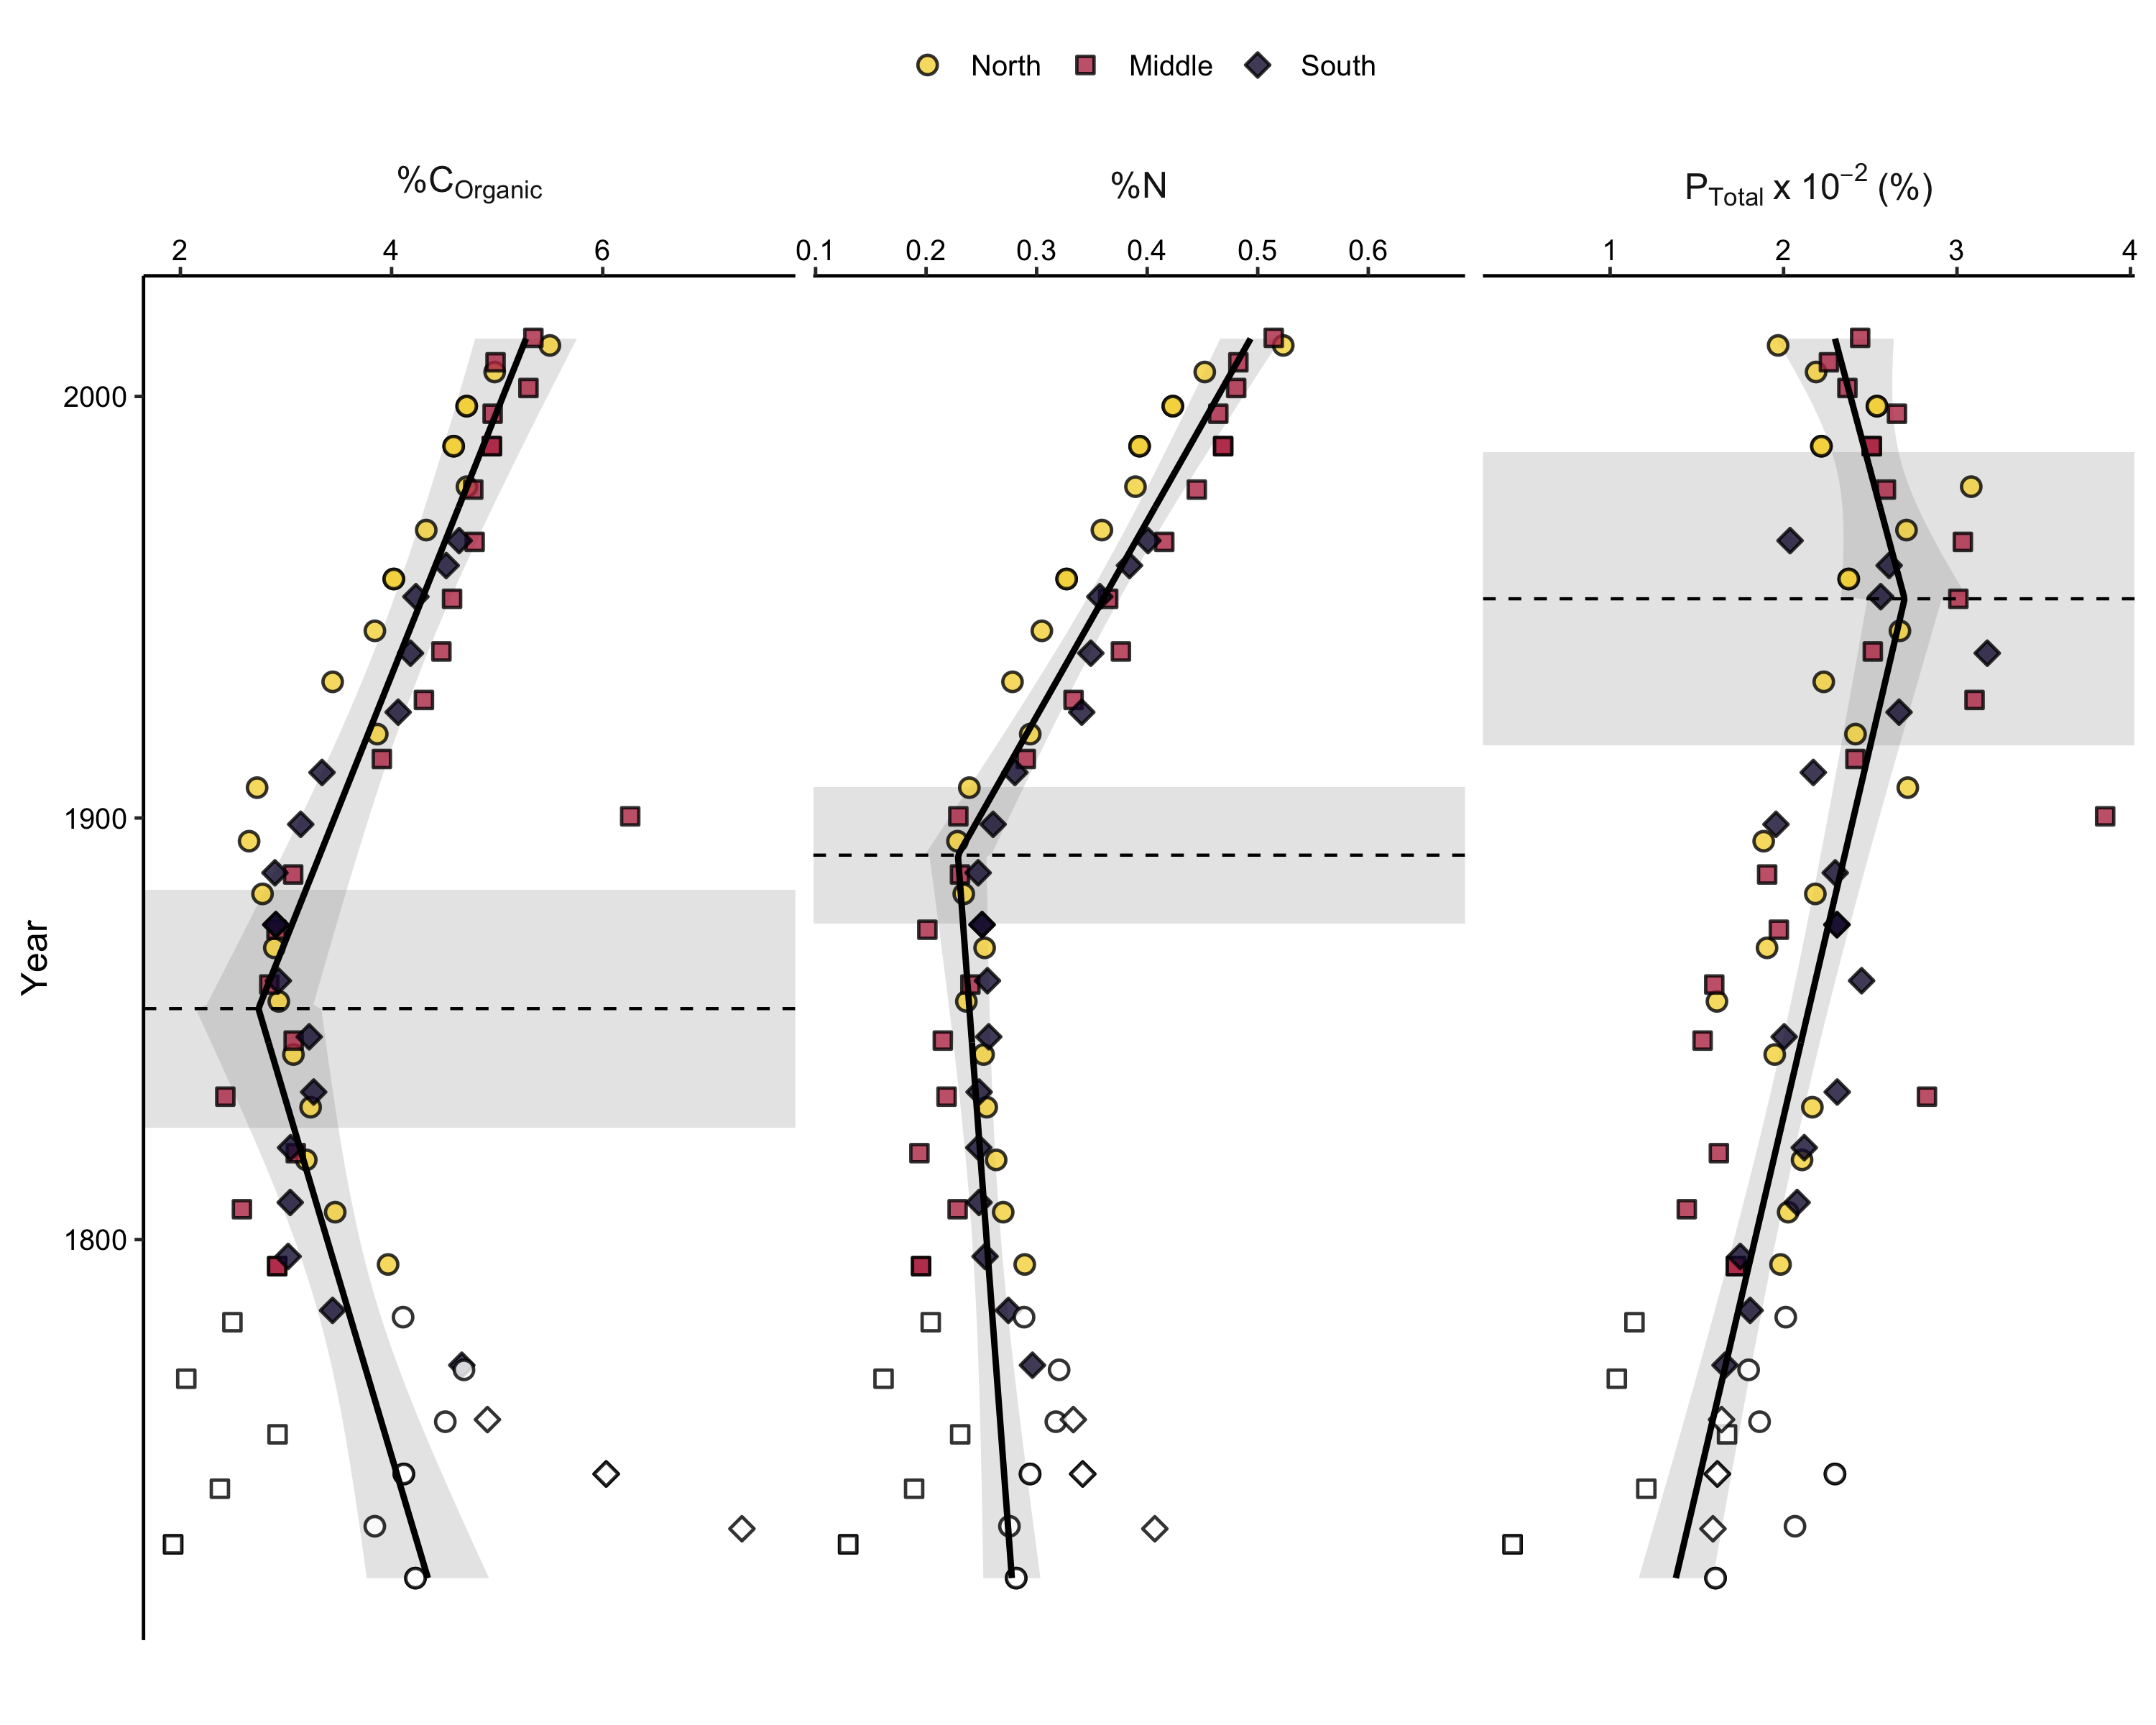 North Middle South
%COrganic %N PTotal x 10−2 (%)
2 4 6 0.1 0.2 0.3 0.4 0.5 0.6 1 2 3 4
2000
1900
1800
Year